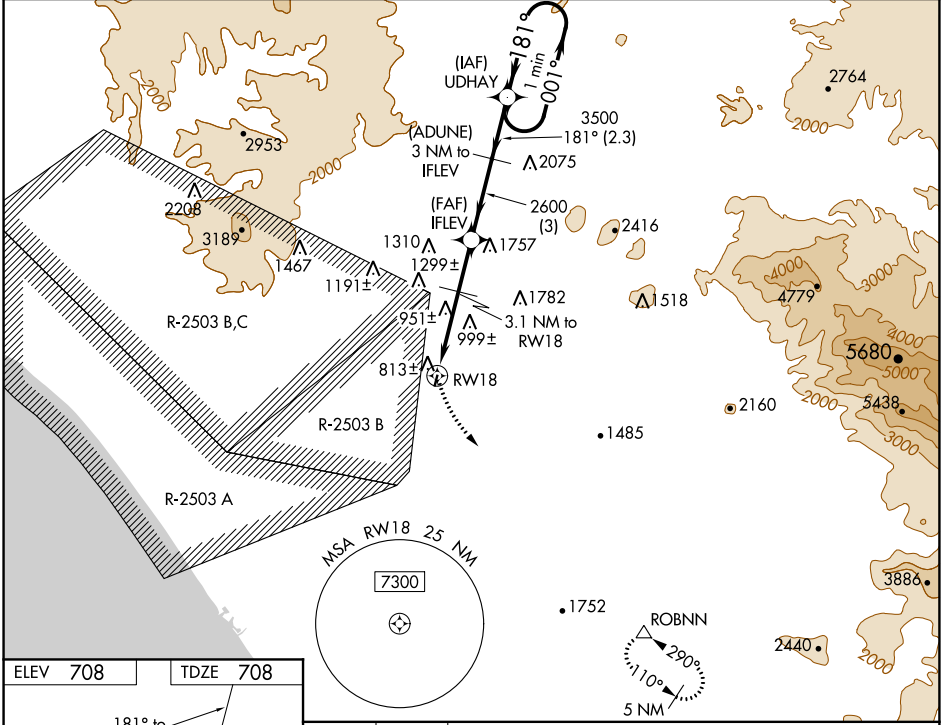 181°
1 min
001°
(IAF)
UDHAY
2764
2000
2000
2953
(ADUNE)
3 NM to
IFLEV
3500
181° (2.3)
2075
2000
2208
3189
(FAF)
IFLEV
2600
(3)
2416
1310
1757
1467
1299±
1191±
4000
3000
4779
1782
1518
R-2503 B,C
951±
999±
3.1 NM to
RW18
4000
5680
5000
813±
RW18
2000
5438
2160
3000
R-2503 B
1485
R-2503 A
MSA RW18 25 NM
7300
3886
1752
ROBNN
290°
110°
5 NM
2440
2000
ELEV 708
TDZE 708
181° to